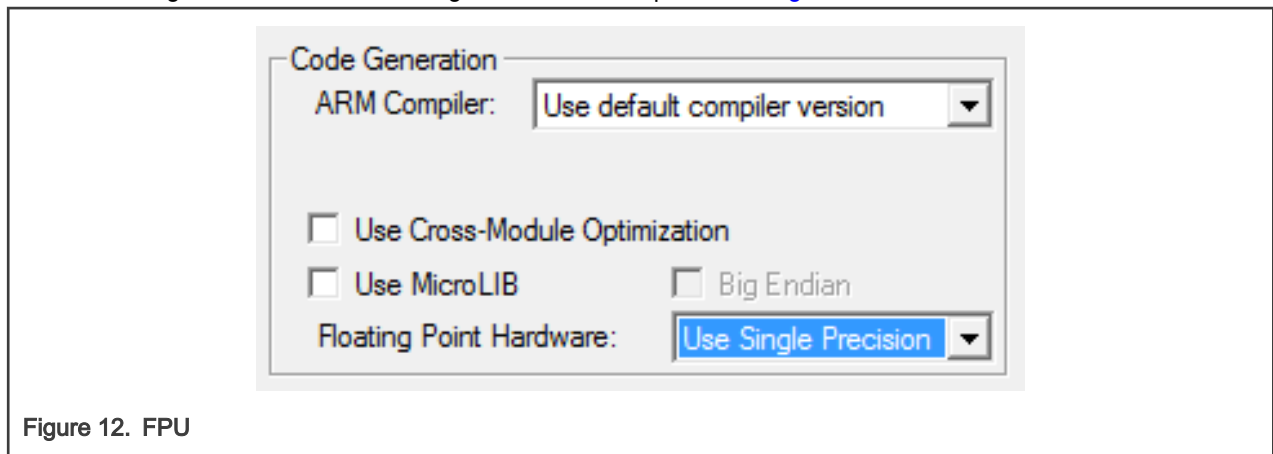 Code Generation
ARM Compiler: Use default compiler version
Use Cross-Module Optimization
Use MicroLIB Big Endian
Floating Point Hardware: Use Single Precision
Figure 12. FPU